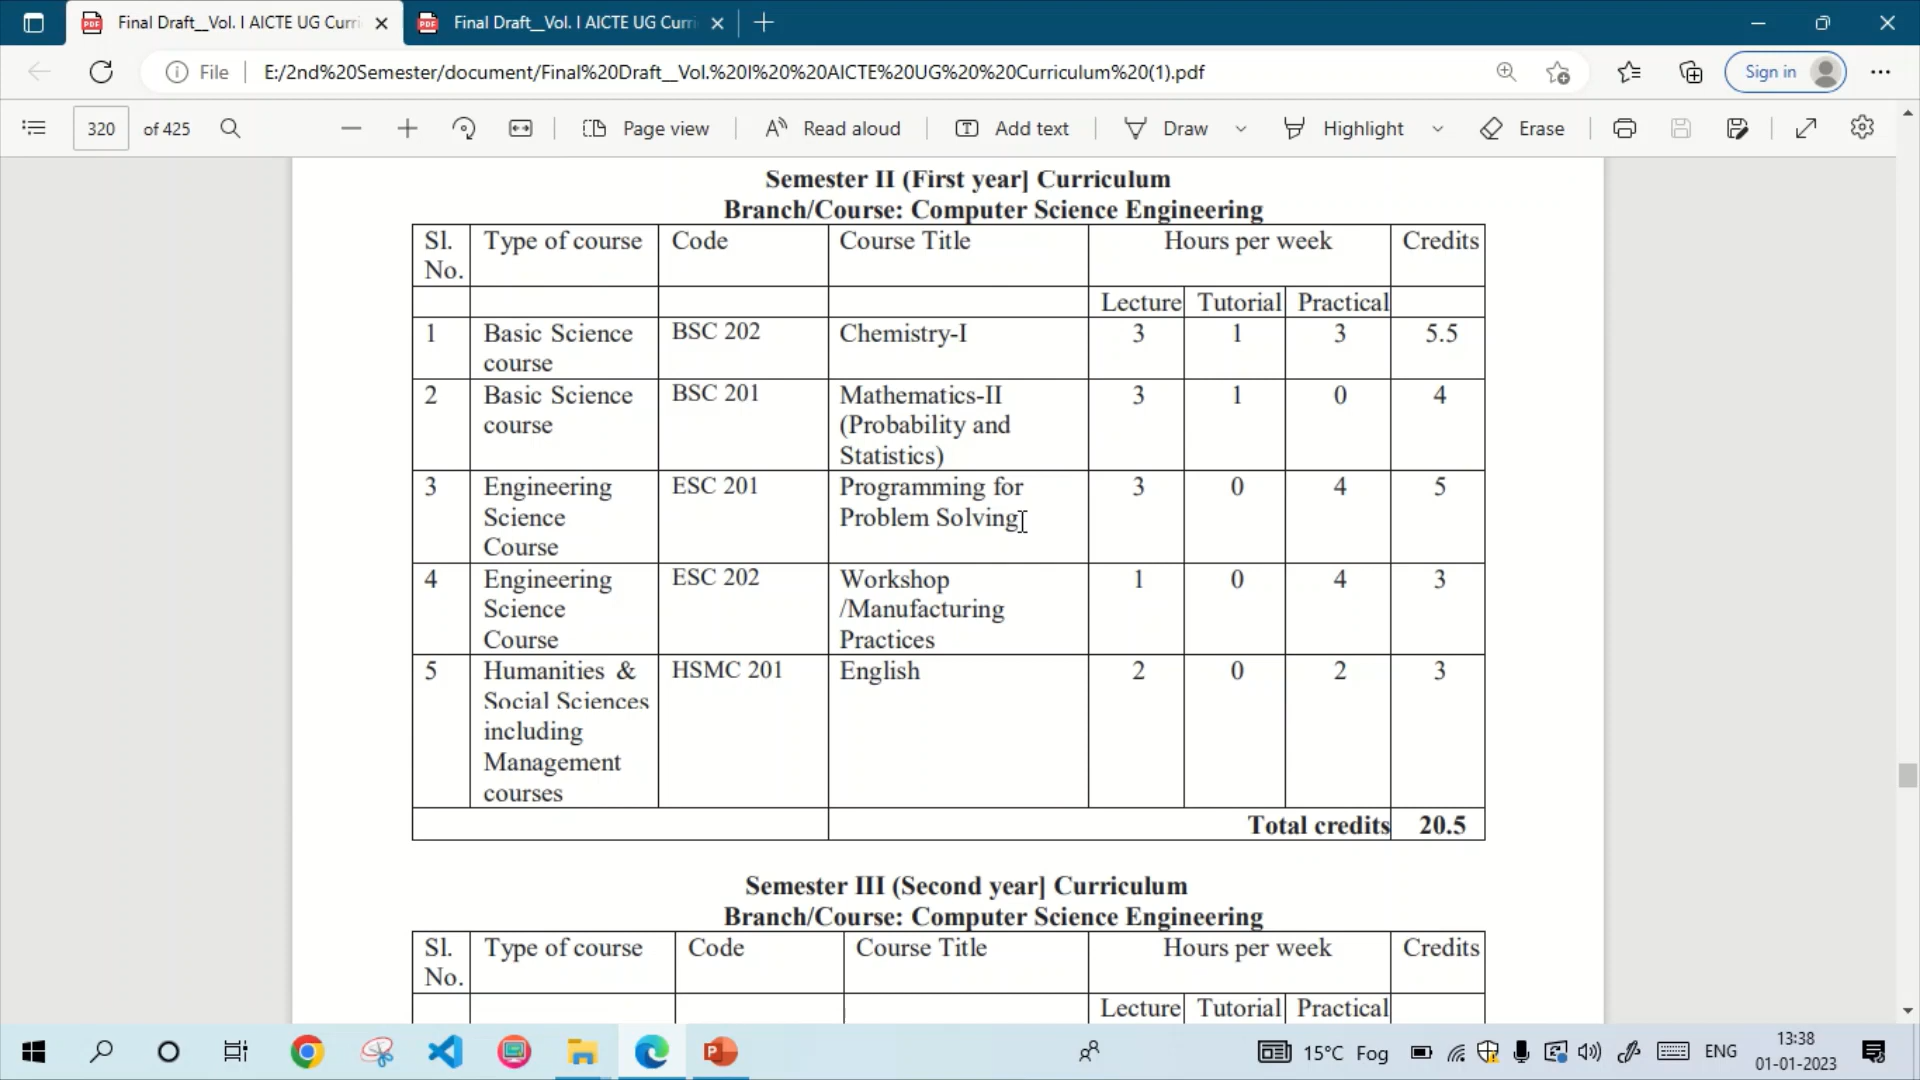 Final Draft__Vol. I AICTE UG Curri
Final Draft__Vol. I AICTE UG Curri
File
E:/2nd%20Semester/document/Final%20Draft__Vol.%20I%20%20AICTE%20UG%20%20Curriculum%20(1).pdf
Sign in
320 of 425
Page view
Read aloud
Add text
Draw
Highlight
Erase
Semester II (First year] Curriculum
Branch/Course: Computer Science Engineering
Sl. No. Type of course Code Course Title Hours per week Credits
Lecture Tutorial Practical
1 Basic Science course BSC 202 Chemistry-I 3 1 3 5.5
2 Basic Science course BSC 201 Mathematics-II (Probability and Statistics) 3 1 0 4
3 Engineering Science Course ESC 201 Programming for Problem Solving 3 0 4 5
4 Engineering Science Course ESC 202 Workshop /Manufacturing Practices 1 0 4 3
5 Humanities & Social Sciences including Management courses HSMC 201 English 2 0 2 3
Total credits 20.5
Semester III (Second year] Curriculum
Branch/Course: Computer Science Engineering
Sl. No. Type of course Code Course Title Hours per week Credits
Lecture Tutorial Practical
15°C Fog
ENG
13:38
01-01-2023